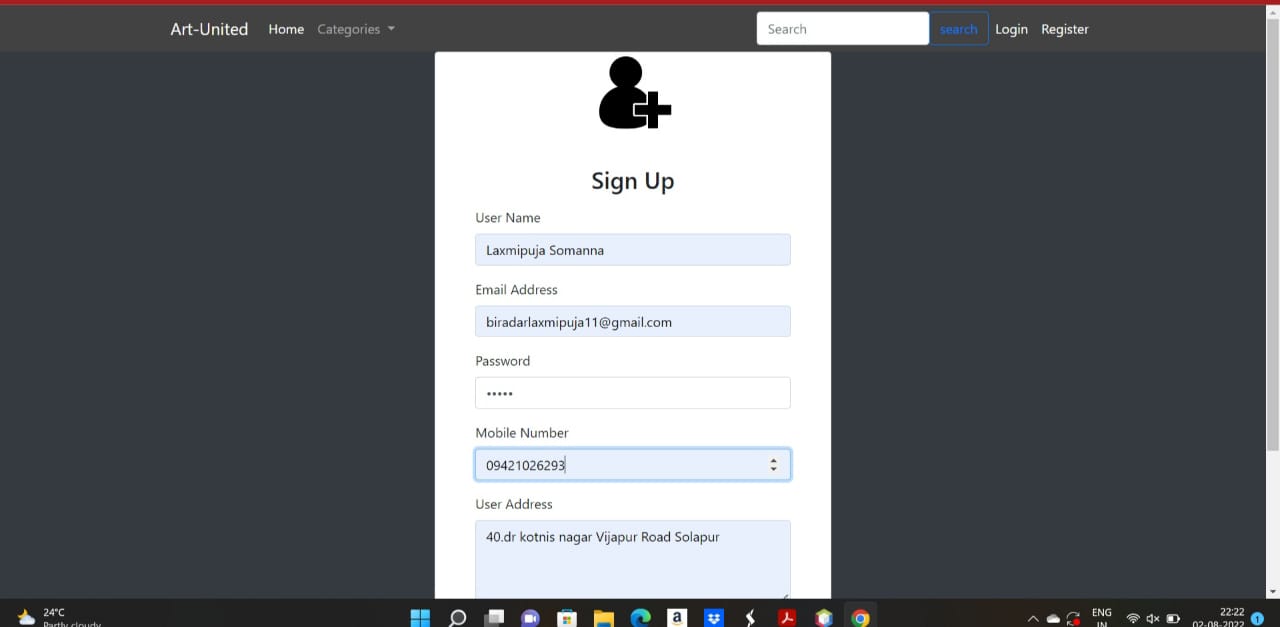 Art-United Home Categories Search search Login Register
Sign Up
User Name
Laxmipuja Somanna
Email Address
biradarlaxmipuja11@gmail.com
Password
•••••
Mobile Number
09421026293
User Address
40.dr kotnis nagar Vijapur Road Solapur
24°C
Partly cloudy
a
ENG
IN
22:22
02-08-2022
1